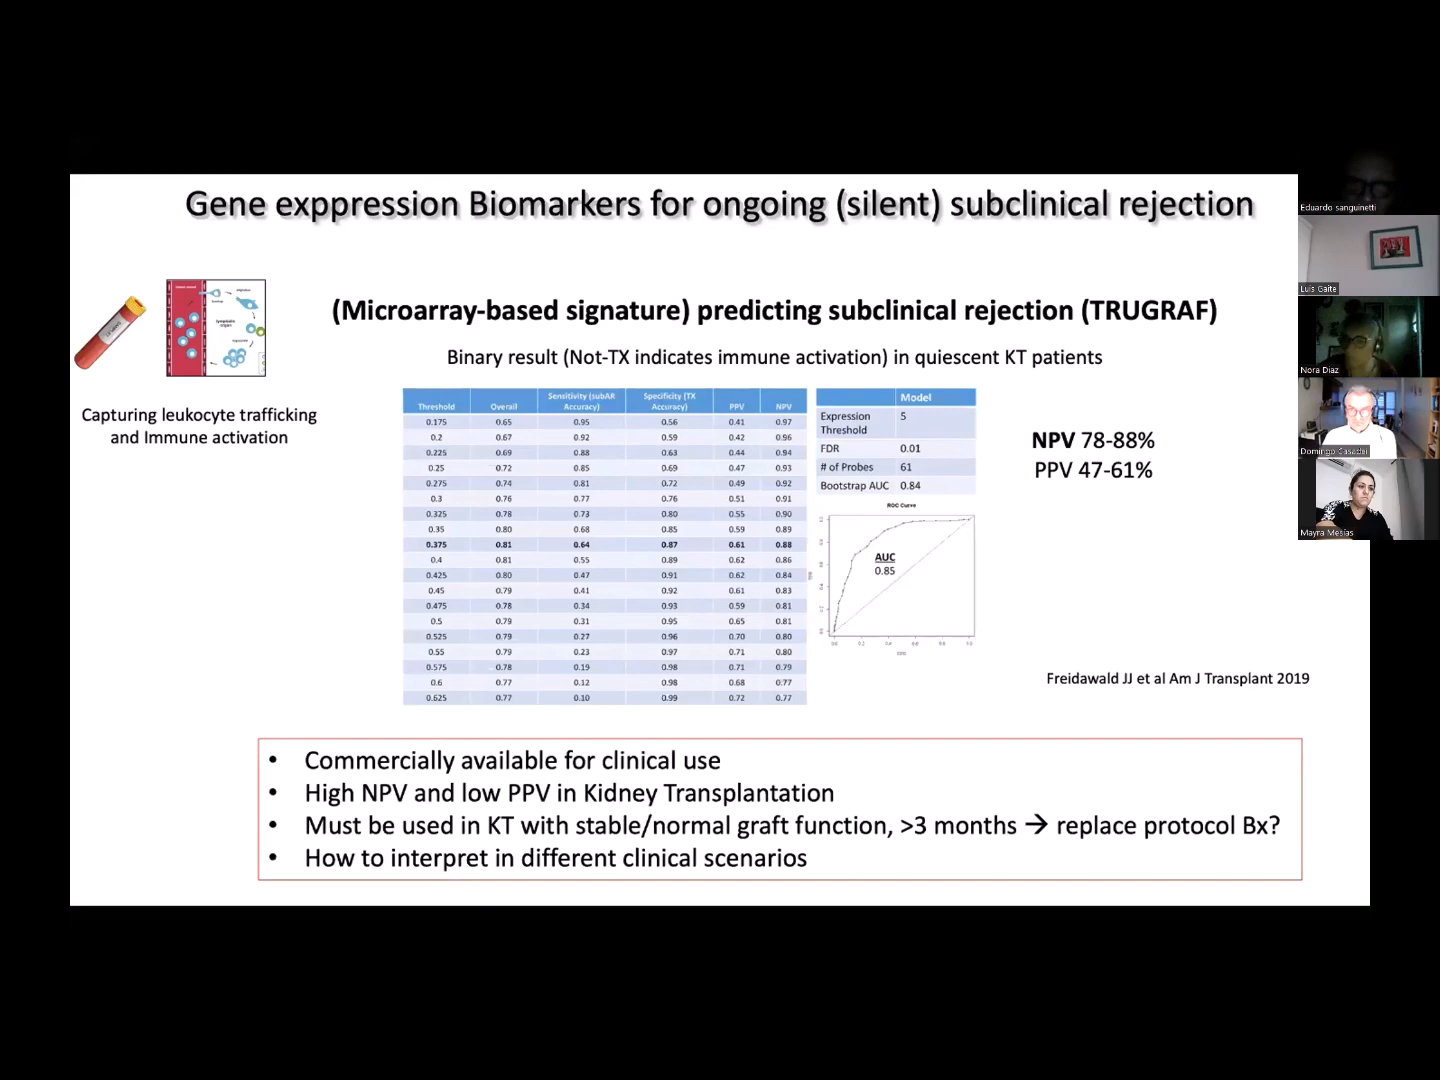 Gene exppression Biomarkers for ongoing (silent) subclinical rejection
(Microarray-based signature) predicting subclinical rejection (TRUGRAF)
Binary result (Not-TX indicates immune activation) in quiescent KT patients
Capturing leukocyte trafficking
and Immune activation
Threshold Overall Sensitivity (subAR Accuracy) Specificity (TX Accuracy) PPV NPV
0.175 0.65 0.95 0.56 0.41 0.97
0.2 0.67 0.92 0.59 0.42 0.96
0.225 0.69 0.88 0.63 0.44 0.94
0.25 0.72 0.85 0.69 0.47 0.93
0.275 0.74 0.81 0.72 0.49 0.92
0.3 0.76 0.77 0.76 0.51 0.91
0.325 0.78 0.73 0.80 0.55 0.90
0.35 0.80 0.68 0.85 0.59 0.89
0.375 0.81 0.64 0.87 0.61 0.88
0.4 0.81 0.55 0.89 0.62 0.86
0.425 0.80 0.47 0.91 0.62 0.84
0.45 0.79 0.41 0.92 0.61 0.83
0.475 0.78 0.34 0.93 0.59 0.81
0.5 0.79 0.31 0.95 0.65 0.81
0.525 0.79 0.27 0.96 0.70 0.80
0.55 0.79 0.23 0.97 0.71 0.80
0.575 0.78 0.19 0.98 0.71 0.79
0.6 0.77 0.12 0.98 0.68 0.77
0.625 0.77 0.10 0.99 0.72 0.77
Model
Expression Threshold 5
FDR 0.01
# of Probes 61
Bootstrap AUC 0.84
ROC Curve
AUC
0.85
0.0 0.2 0.4 0.6 0.8 1.0
NPV 78-88%
PPV 47-61%
Freidawald JJ et al Am J Transplant 2019
• Commercially available for clinical use
• High NPV and low PPV in Kidney Transplantation
• Must be used in KT with stable/normal graft function, >3 months → replace protocol Bx?
• How to interpret in different clinical scenarios
Eduardo sanguinetti
Luis Gaite
Nora Diaz
Domingo Casadei
Mayra Mesías